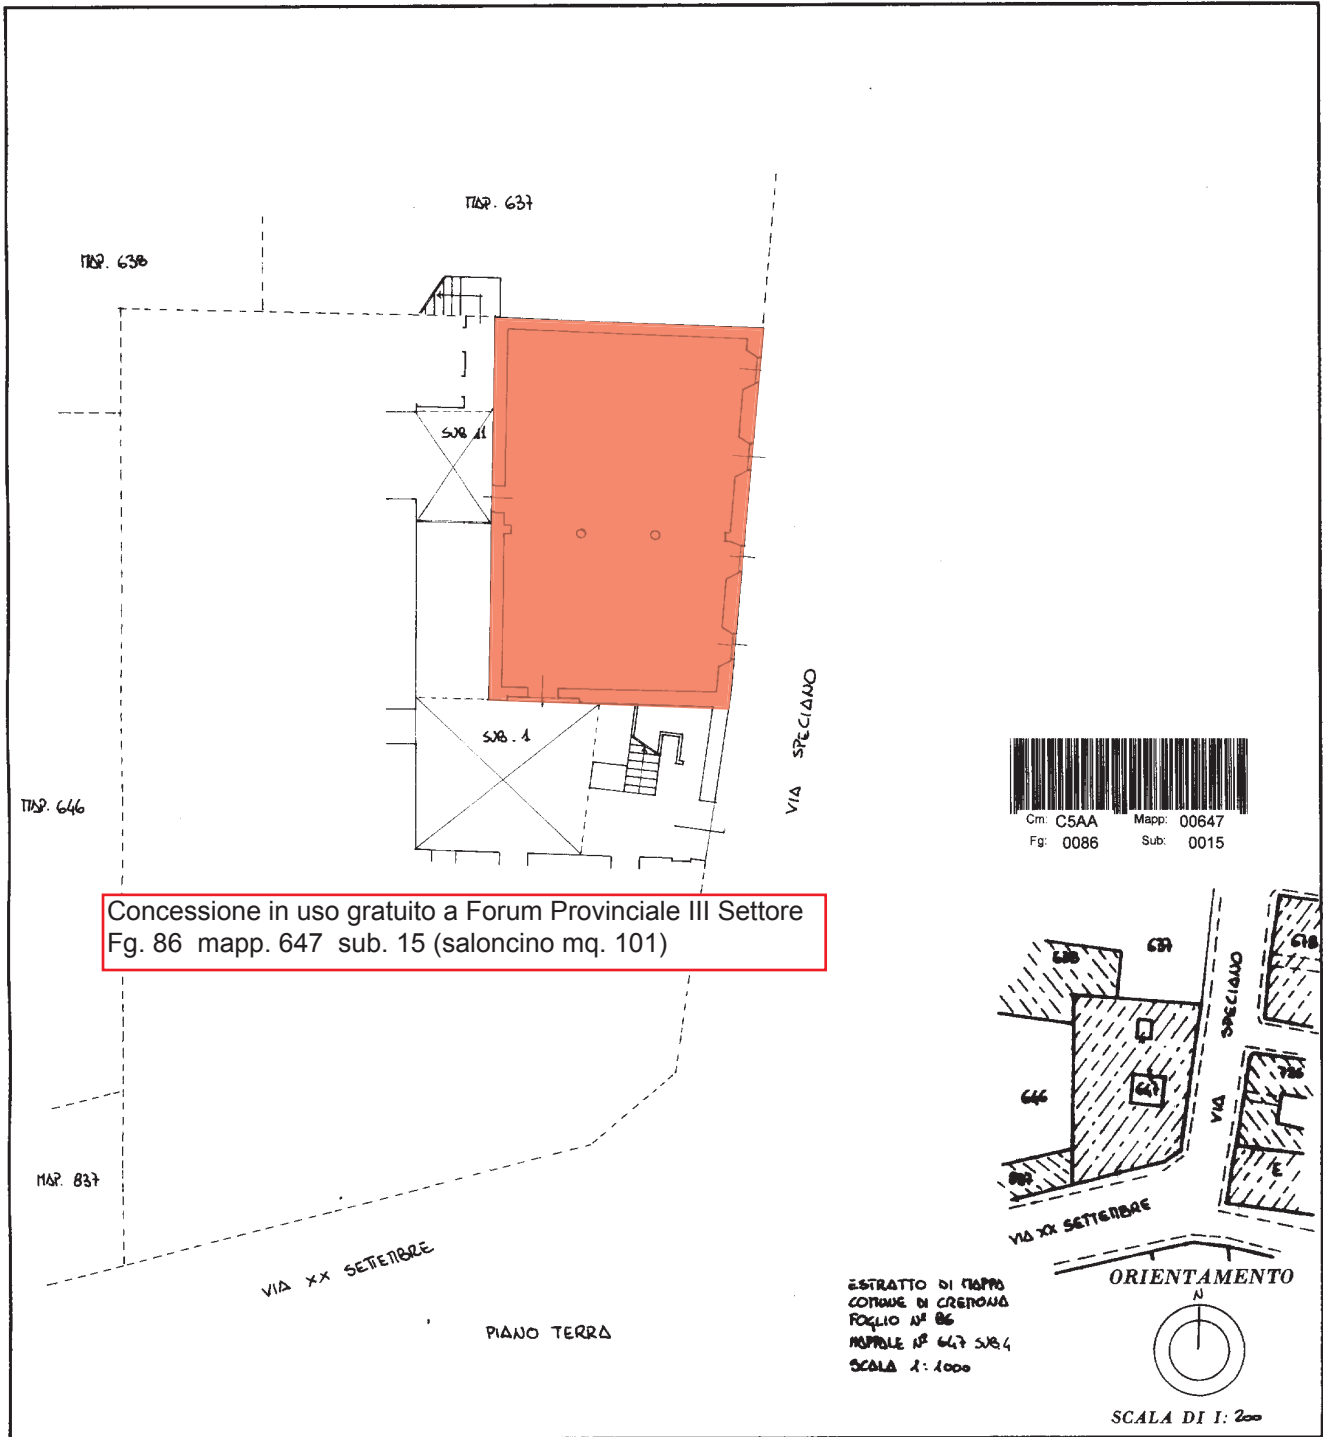 MAP. 637
MAP. 638
SUB 11
SUB. 1
VIA SPECIANO
MAP. 646
Cm: C5AA Mapp: 00647
Fg: 0086 Sub: 0015
Concessione in uso gratuito a Forum Provinciale III Settore
Fg. 86 mapp. 647 sub. 15 (saloncino mq. 101)
637
638
678
VIA SPECIANO
646
647
786
837
E
VIA XX SETTEMBRE
MAP. 837
VIA XX SETTEMBRE
PIANO TERRA
ESTRATTO DI MAPPA
COMUNE DI CREMONA
FOGLIO Nº 86
MAPPALE Nº 647 SUB.4
SCALA 1:1000
ORIENTAMENTO
N
SCALA DI I: 200